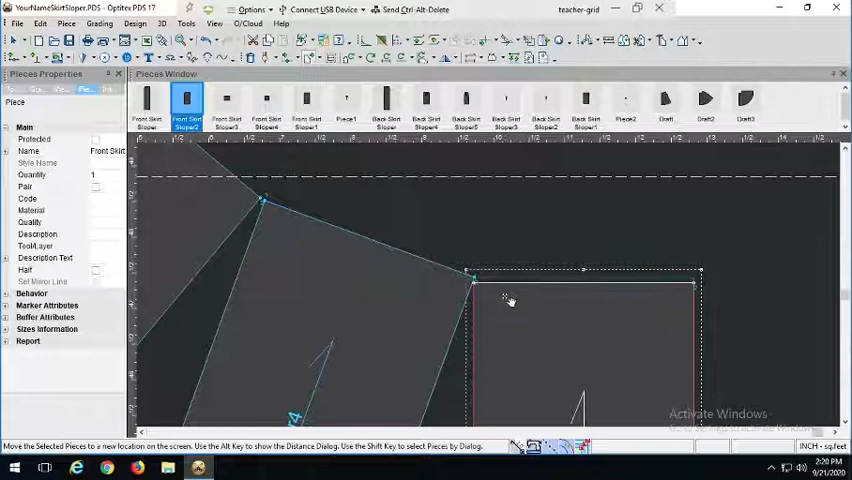 YourNameSkirtSloper.PDS - Optitex PDS 17
Options
Connect USB Device
Send Ctrl-Alt-Delete
teacher-grid
File Edit Piece Grading Design Tools View O/Cloud Help
Pieces Properties
Pieces Window
Piece
Main
Protected
Name Front Skirt
Style Name
Quantity 1
Pair
Code
Material
Quality
Description
Tool/Layer
Description Text
Half
Set Mirror Line
Behavior
Marker Attributes
Buffer Attributes
Sizes Information
Report
Front Skirt Sloper
Front Skirt Sloper2
Front Skirt Sloper3
Front Skirt Sloper4
Front Skirt Sloper1
Piece1
Back Skirt Sloper
Back Skirt Sloper4
Back Skirt Sloper5
Back Skirt Sloper3
Back Skirt Sloper2
Back Skirt Sloper1
Piece2
Draft
Draft2
Draft3
r4
Activate Windows
Move the Selected Pieces to a new location on the screen. Use the Alt Key to show the Distance Dialog. Use the Shift Key to select Pieces by Dialog.
INCH - sq.feet
2:20 PM
9/21/2020